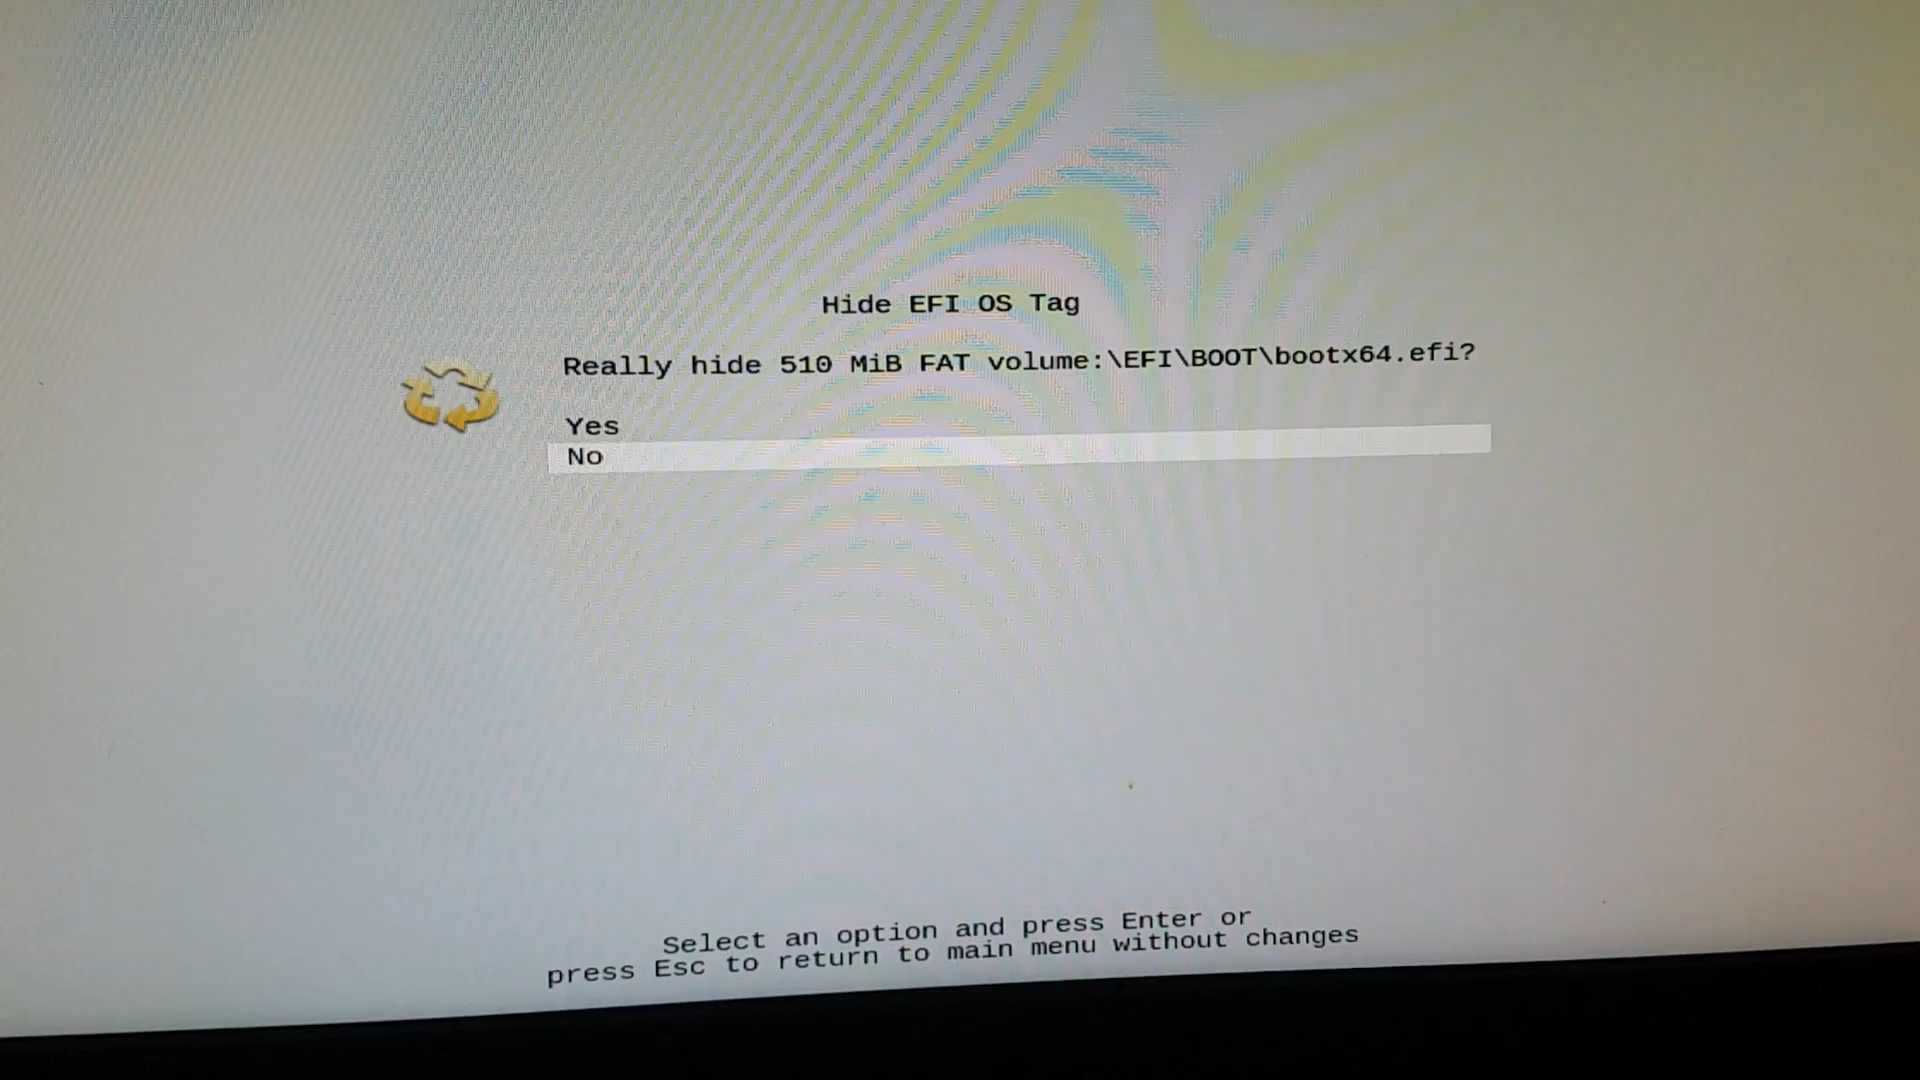 Hide EFI OS Tag
Really hide 510 MiB FAT volume:\EFI\BOOT\bootx64.efi?
Yes
No
Select an option and press Enter or
press Esc to return to main menu without changes